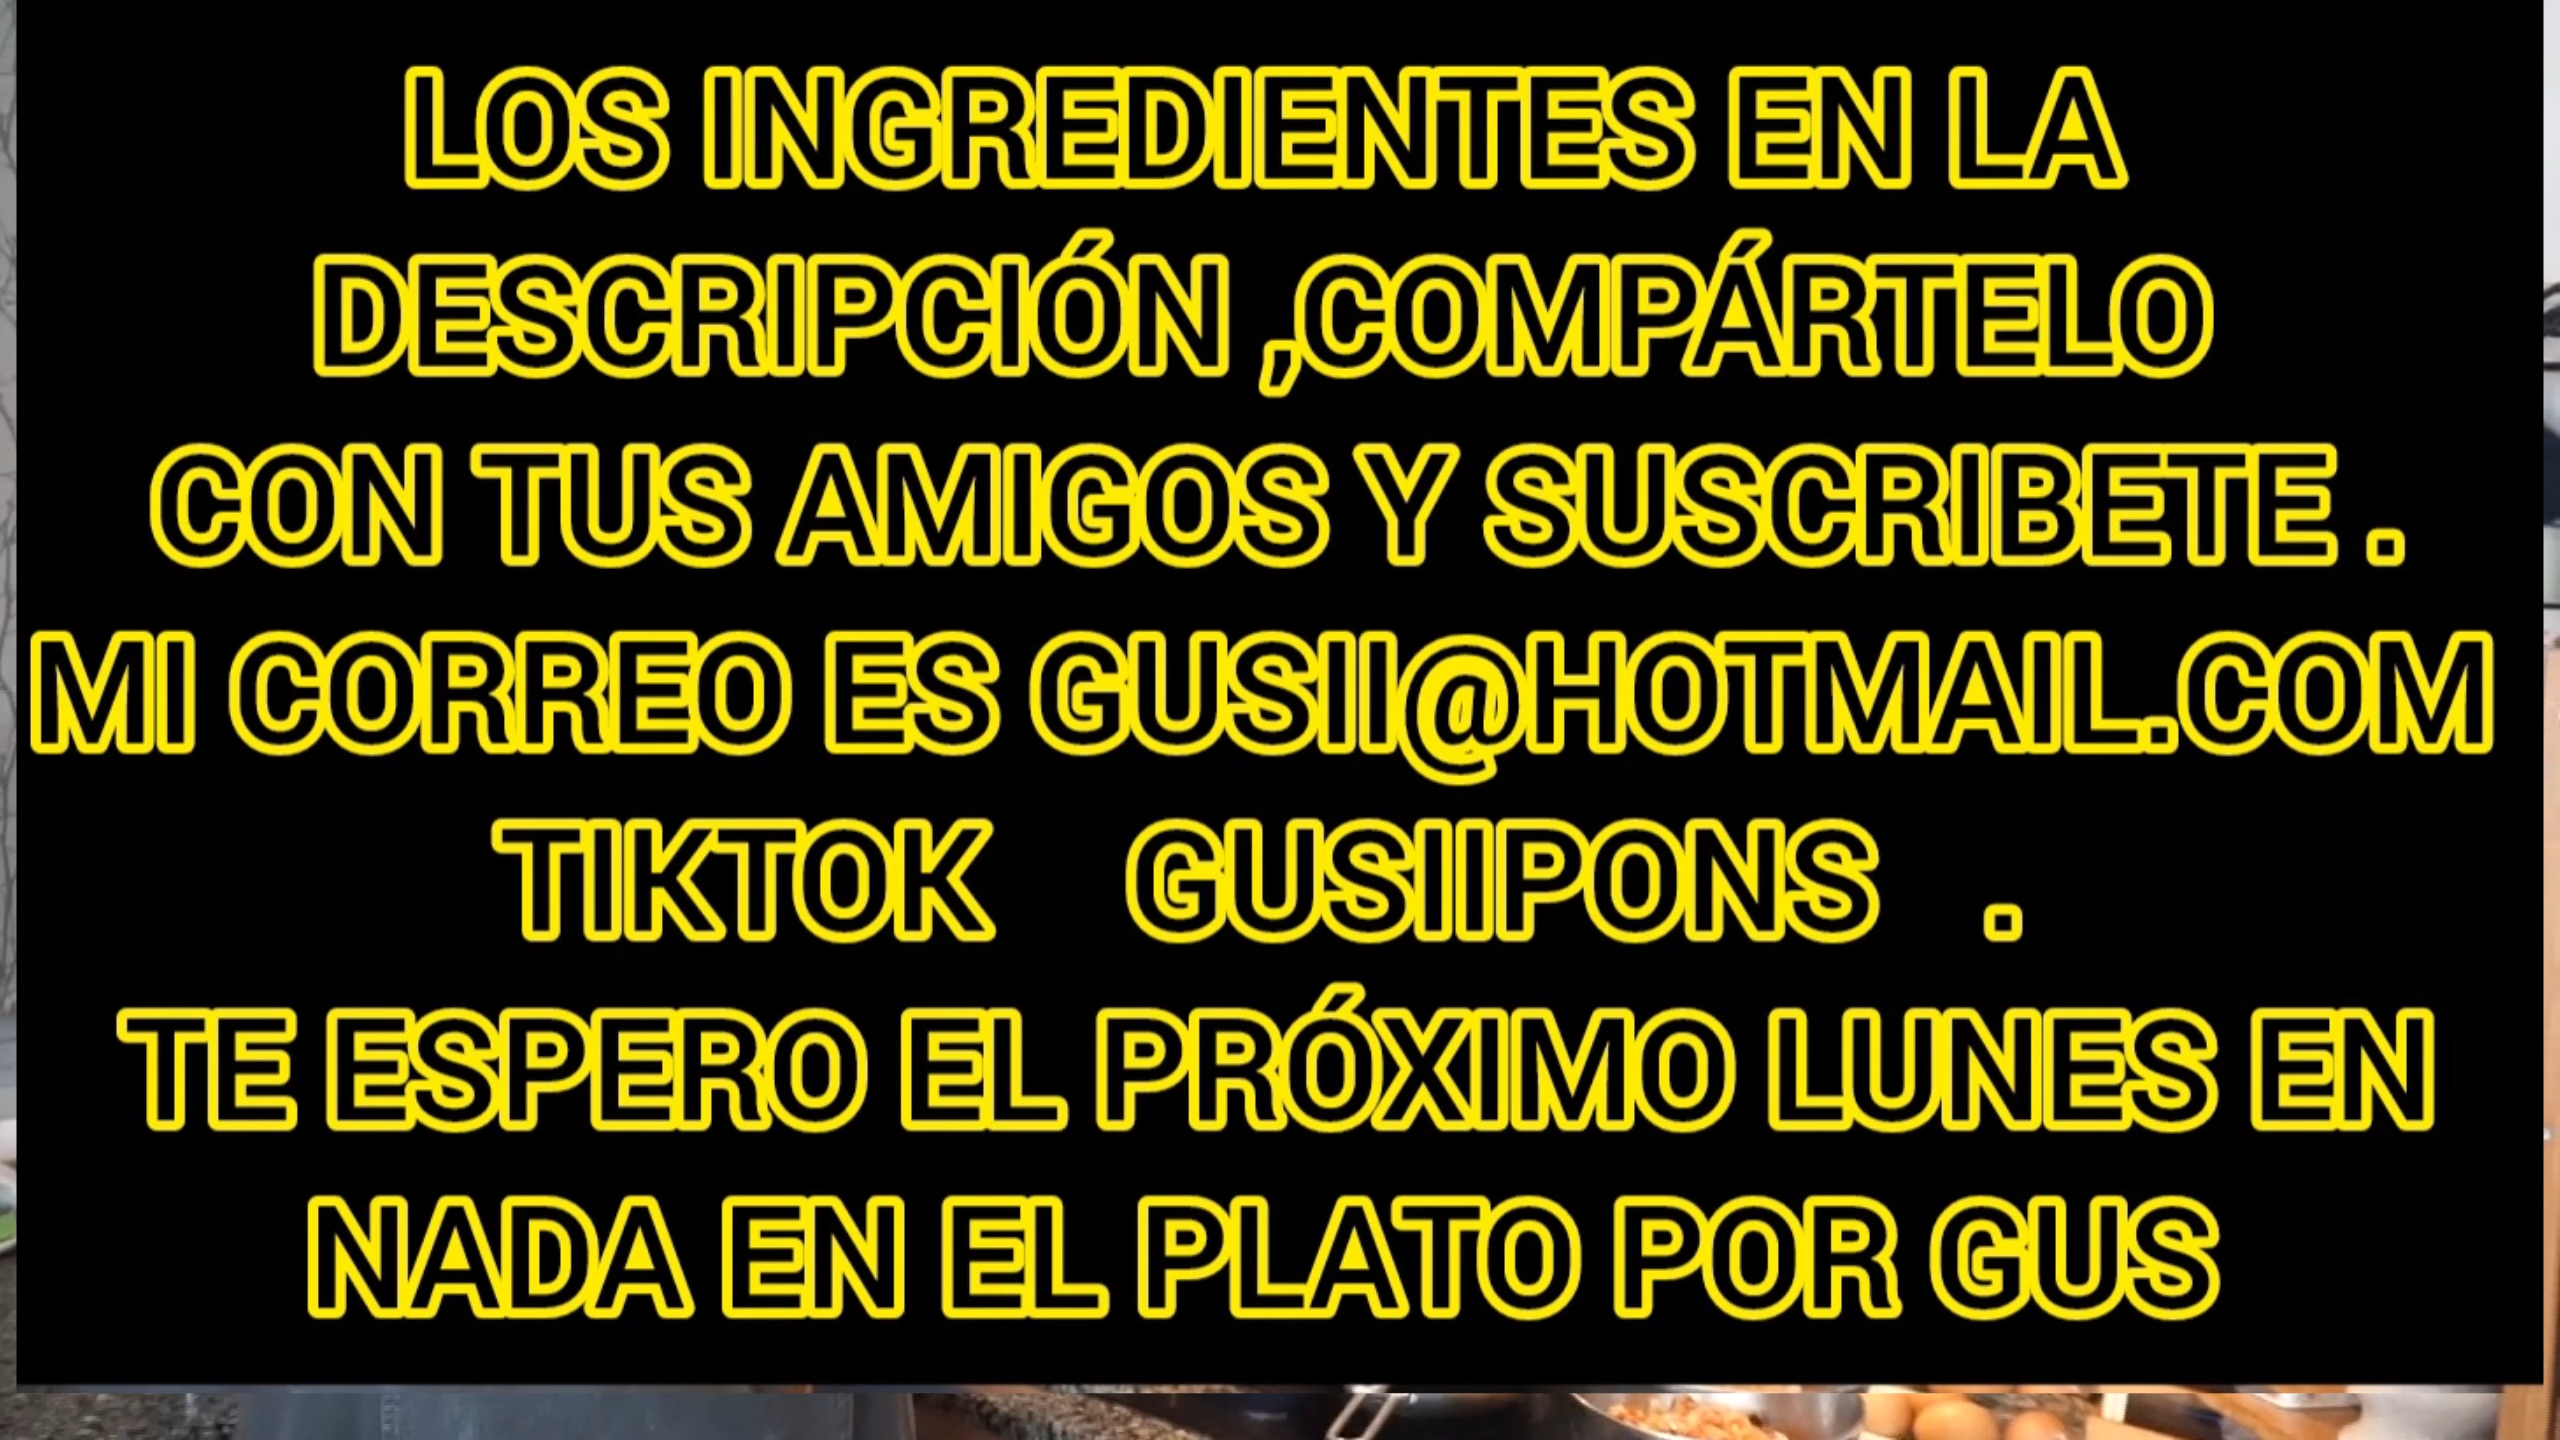 LOS INGREDIENTES EN LA
DESCRIPCIÓN ,COMPÁRTELO
CON TUS AMIGOS Y SUSCRIBETE .
MI CORREO ES GUSII@HOTMAIL.COM
TIKTOK GUSIIPONS .
TE ESPERO EL PRÓXIMO LUNES EN
NADA EN EL PLATO POR GUS